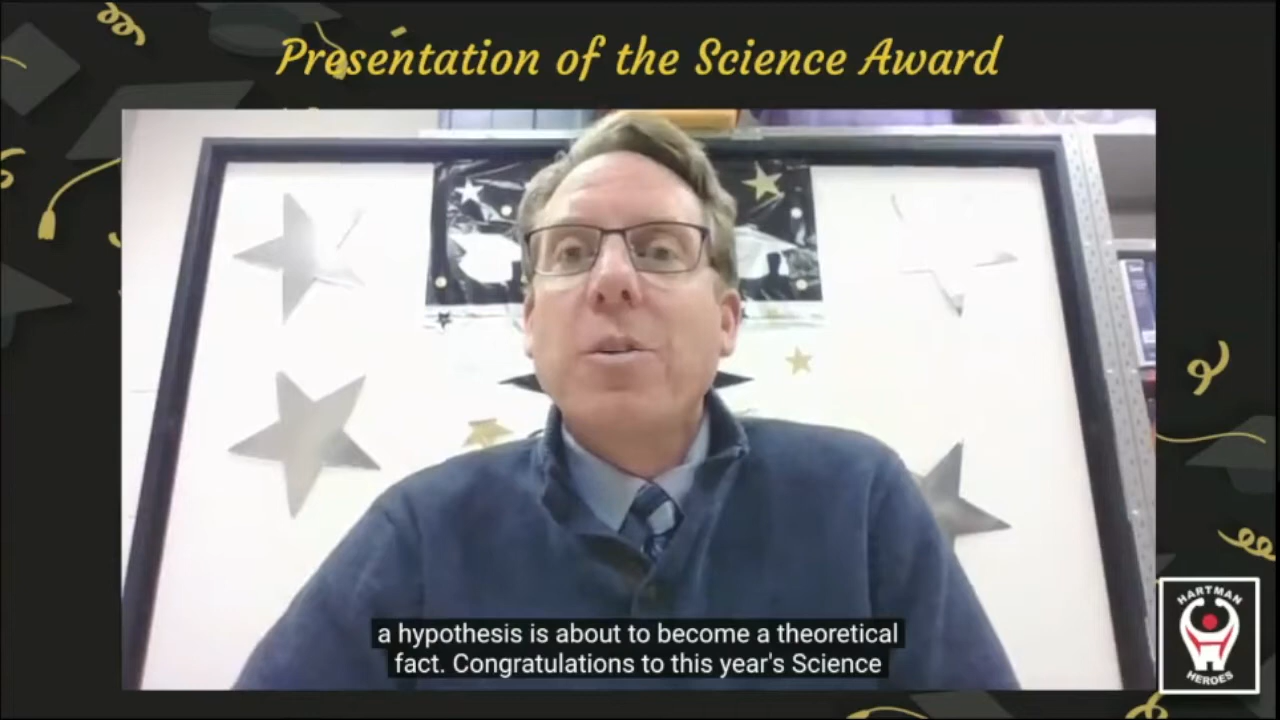 Presentation of the Science Award
a hypothesis is about to become a theoretical
fact. Congratulations to this year's Science
HARTMAN
HEROES